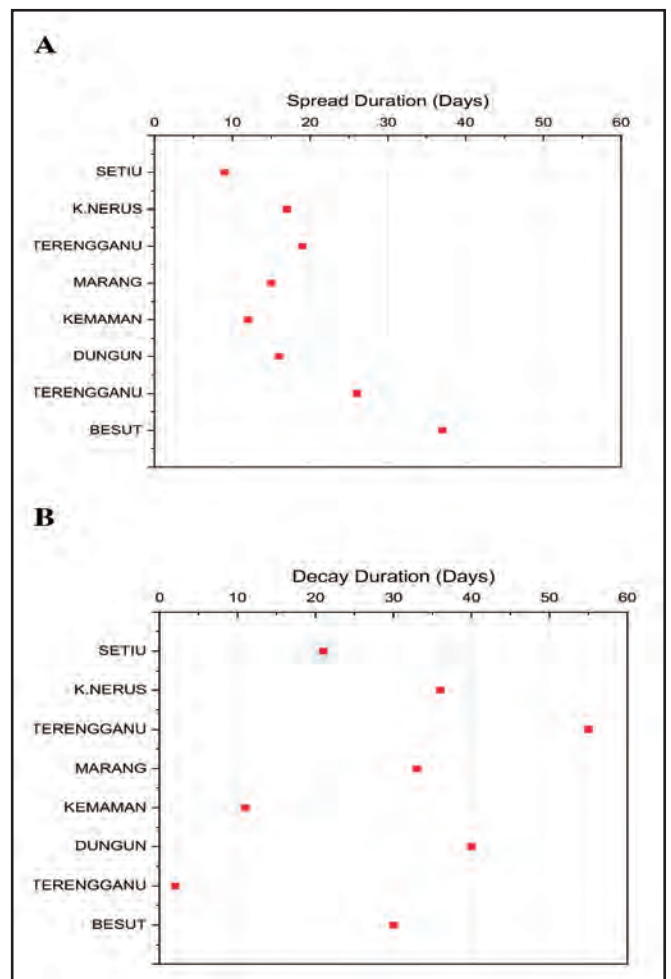 A
Spread Duration (Days)
0 10 20 30 40 50 60
SETIU
K.NERUS
TERENGGANU
MARANG
KEMAMAN
DUNGUN
TERENGGANU
BESUT
B
Decay Duration (Days)
0 10 20 30 40 50 60
SETIU
K.NERUS
TERENGGANU
MARANG
KEMAMAN
DUNGUN
TERENGGANU
BESUT